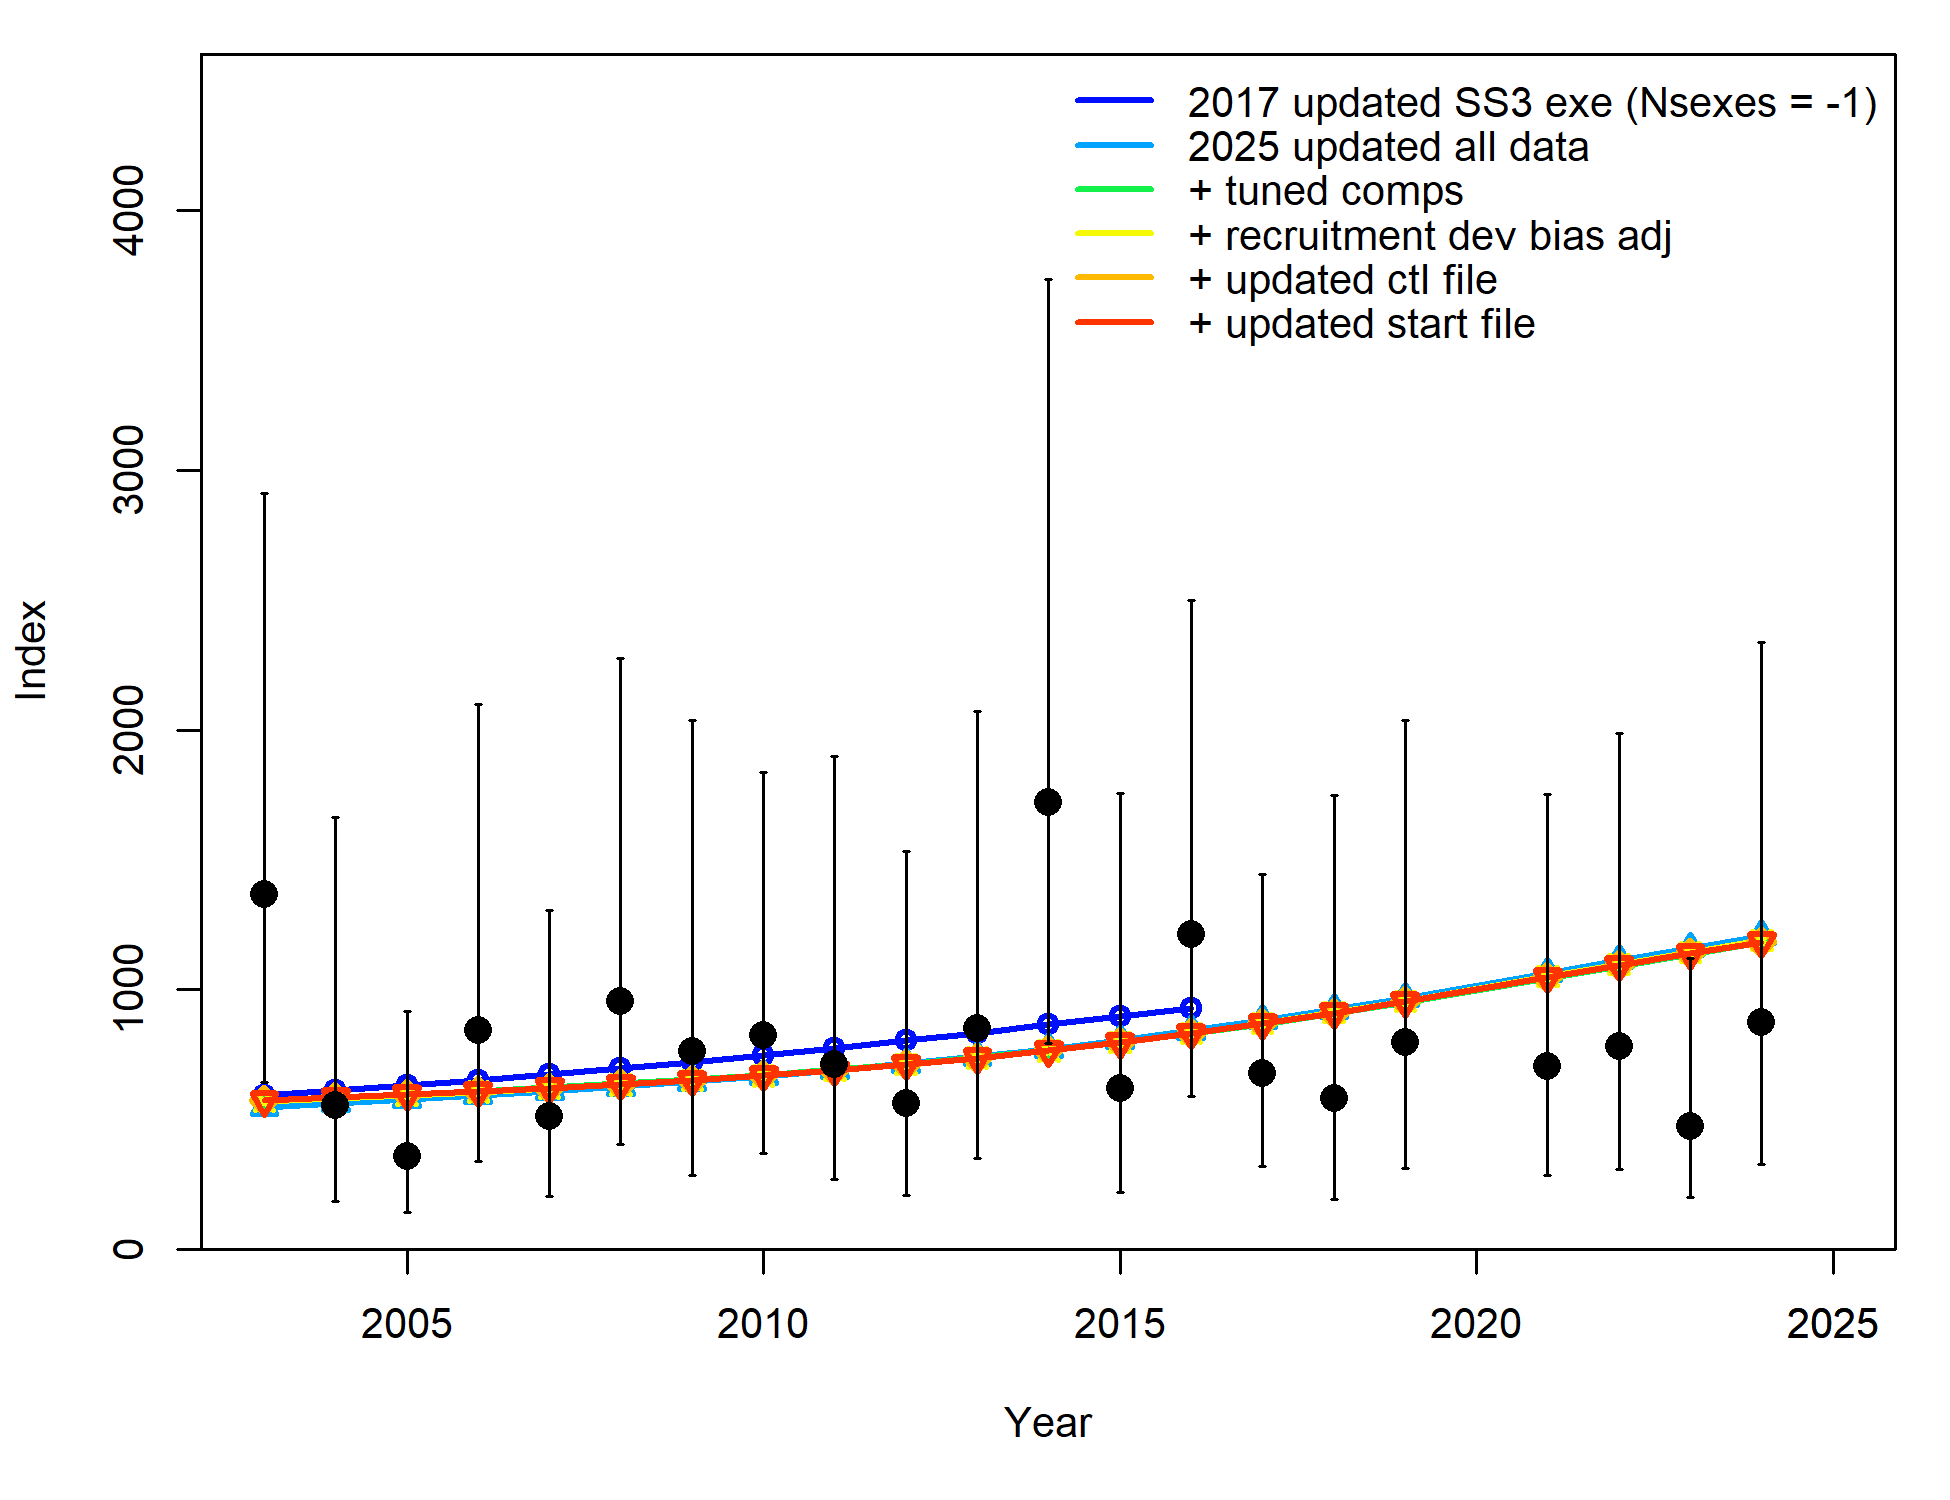 2017 updated SS3 exe (Nsexes = -1)
2025 updated all data
+ tuned comps
+ recruitment dev bias adj
+ updated ctl file
+ updated start file
4000
3000
2000
1000
0
Index
2005
2010
2015
2020
2025
Year